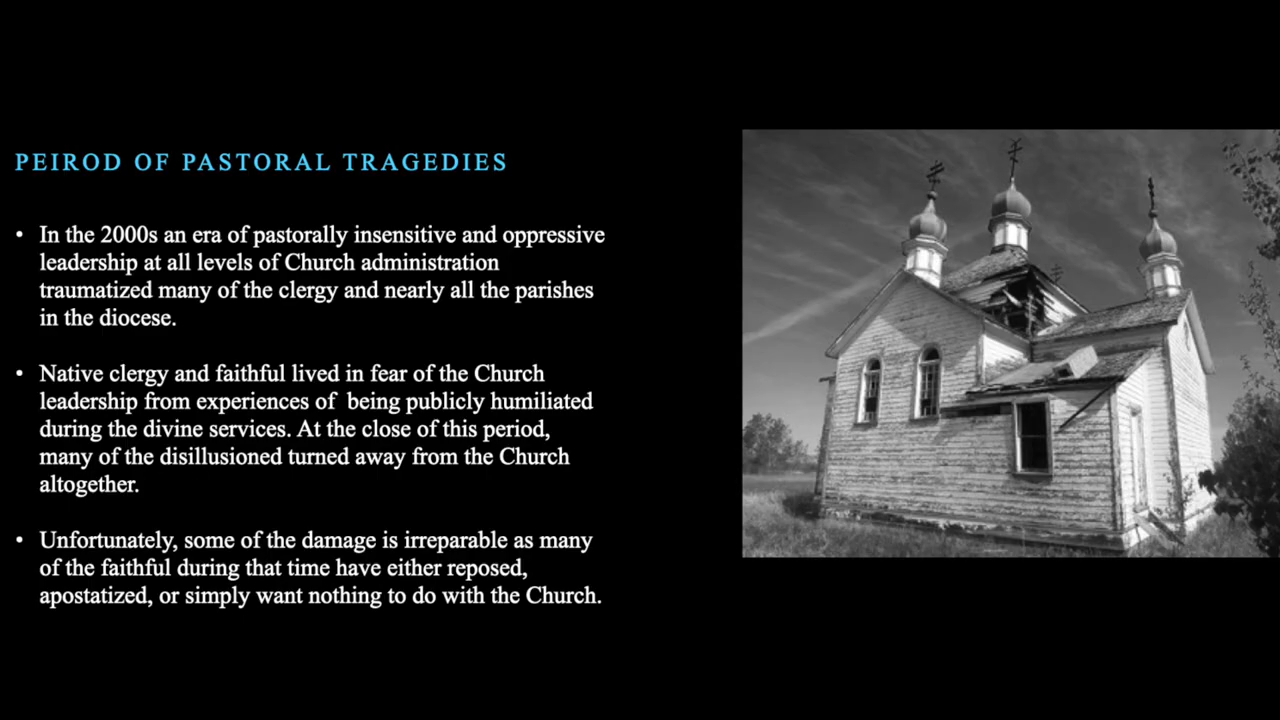 PEIROD OF PASTORAL TRAGEDIES
• In the 2000s an era of pastorally insensitive and oppressive
leadership at all levels of Church administration
traumatized many of the clergy and nearly all the parishes
in the diocese.
• Native clergy and faithful lived in fear of the Church
leadership from experiences of  being publicly humiliated
during the divine services. At the close of this period,
many of the disillusioned turned away from the Church
altogether.
• Unfortunately, some of the damage is irreparable as many
of the faithful during that time have either reposed,
apostatized, or simply want nothing to do with the Church.